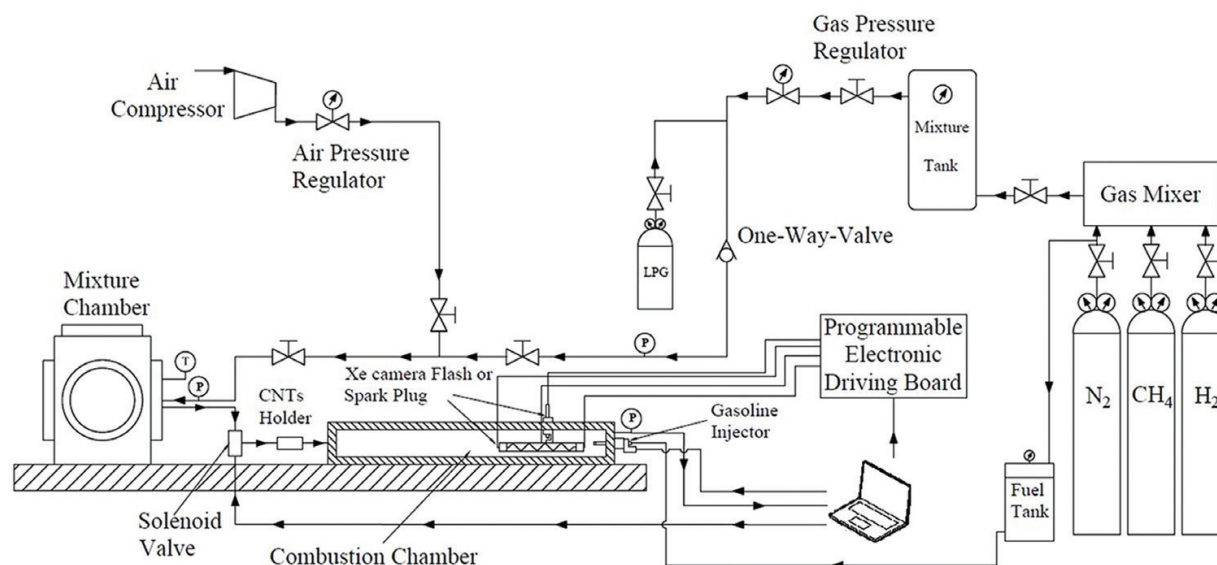 Gas Pressure
Regulator
Air
Compressor
Air Pressure
Regulator
Mixture
Tank
Gas Mixer
One-Way-Valve
LPG
Mixture
Chamber
T
P
P
CNTs
Holder
Xe camera Flash or
Spark Plug
Programmable
Electronic
Driving Board
P
Gasoline
Injector
N2
CH4
H2
Fuel
Tank
Solenoid
Valve
Combustion Chamber